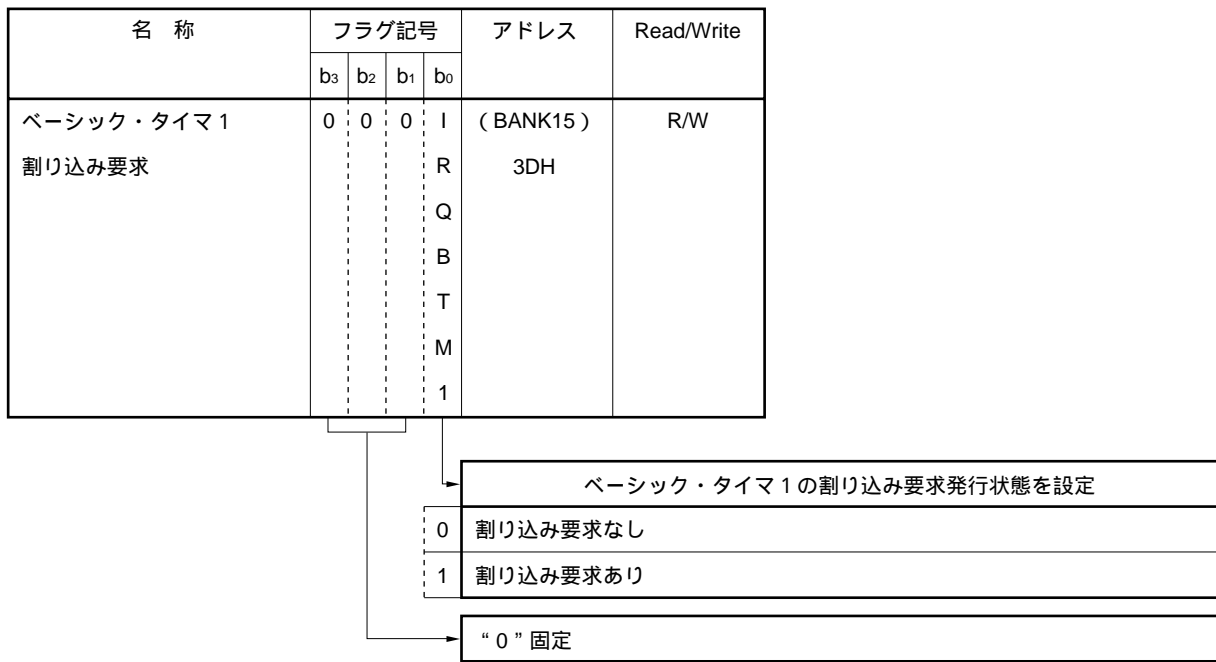 名　称 フラグ記号 アドレス Read/Write
b3 b2 b1 b0
ベーシック・タイマ1 0 0 0 I （BANK15） R/W
割り込み要求 R 3DH
Q
B
T
M
1
ベーシック・タイマ1の割り込み要求発行状態を設定
0 割り込み要求なし
1 割り込み要求あり
“0”固定